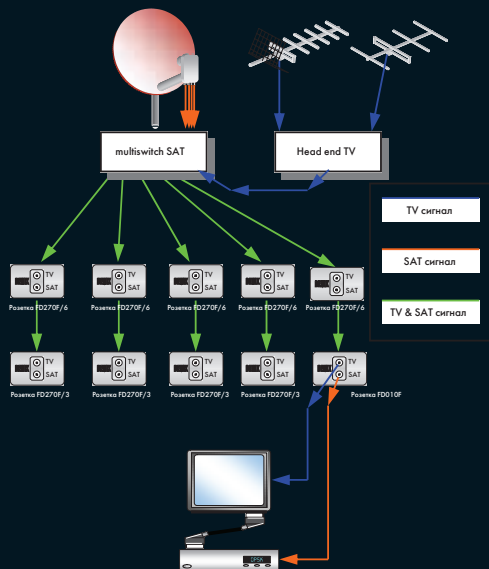 multiswitch SAT
Head end TV
TV сигнал
SAT сигнал
TV & SAT сигнал
TV
SAT
TV
SAT
TV
SAT
TV
SAT
TV
SAT
Розетка FD270F/6
Розетка FD270F/6
Розетка FD270F/6
Розетка FD270F/6
Розетка FD270F/6
TV
SAT
TV
SAT
TV
SAT
TV
SAT
TV
SAT
Розетка FD270F/3
Розетка FD270F/3
Розетка FD270F/3
Розетка FD270F/3
Розетка FD010F